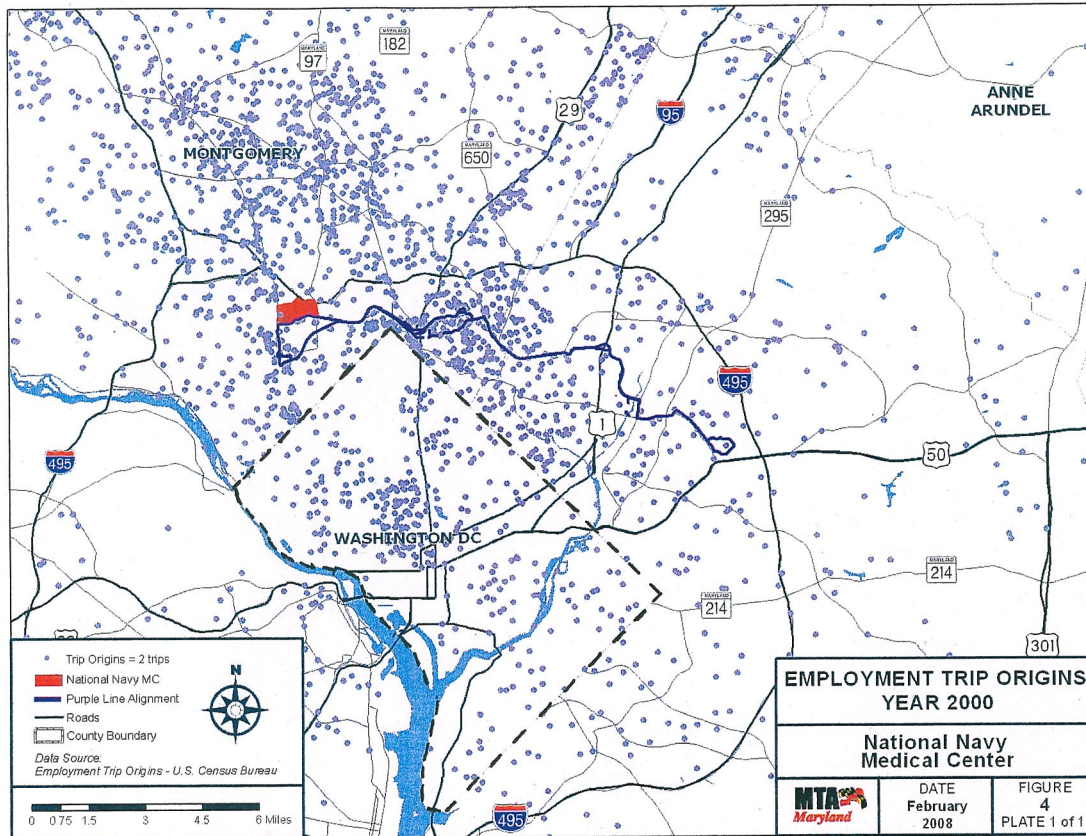 MARYLAND
182
MARYLAND
97
29
95
ANNE
ARUNDEL
MONTGOMERY
MARYLAND
650
MARYLAND
295
495
1
50
495
WASHINGTON DC
MARYLAND
214
MARYLAND
214
301
495
Trip Origins = 2 trips
National Navy MC
Purple Line Alignment
Roads
County Boundary
N
Data Source:
Employment Trip Origins - U.S. Census Bureau
0 0.75 1.5 3 4.5 6 Miles
EMPLOYMENT TRIP ORIGINS
YEAR 2000
National Navy
Medical Center
MTA
Maryland
DATE
February
2008
FIGURE
4
PLATE 1 of 1